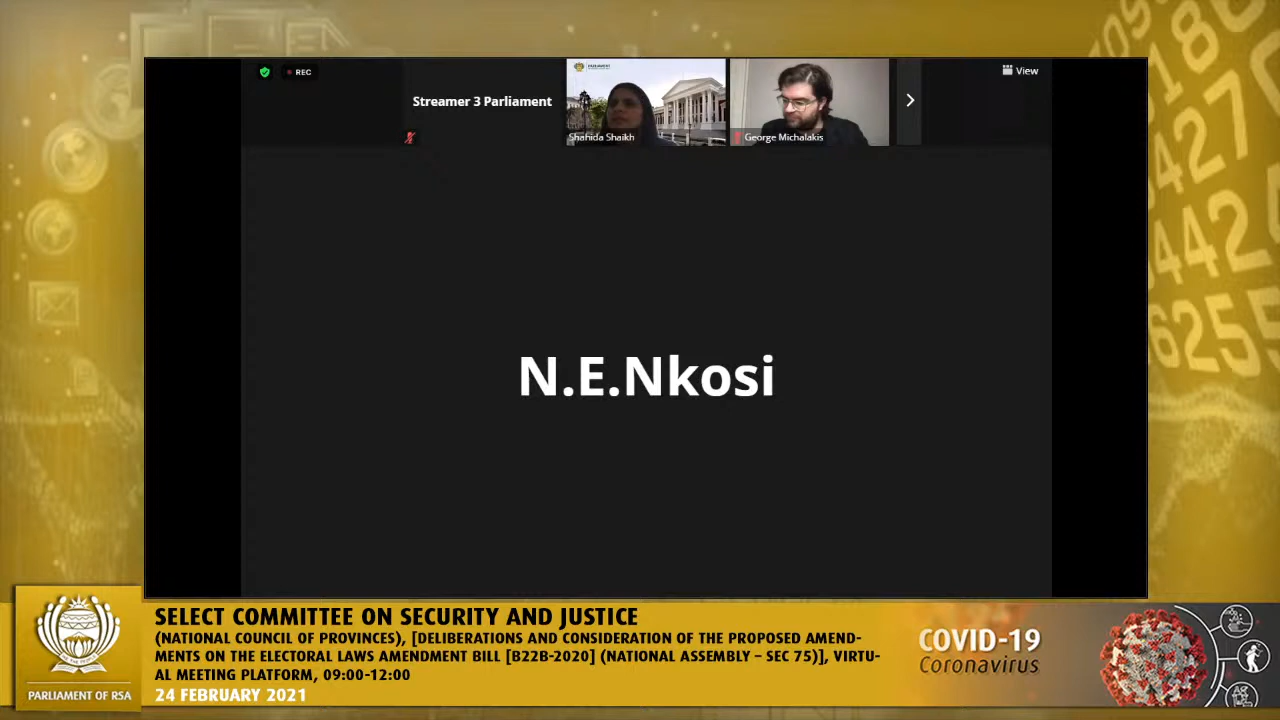 REC
View
Streamer 3 Parliament
PARLIAMENT
Shahida Shaikh
George Michalakis
N.E.Nkosi
SELECT COMMITTEE ON SECURITY AND JUSTICE
(NATIONAL COUNCIL OF PROVINCES), [DELIBERATIONS AND CONSIDERATION OF THE PROPOSED AMEND-
MENTS ON THE ELECTORAL LAWS AMENDMENT BILL [B22B-2020] (NATIONAL ASSEMBLY – SEC 75)], VIRTU-
AL MEETING PLATFORM, 09:00-12:00
24 FEBRUARY 2021
PARLIAMENT OF RSA
COVID-19
Coronavirus
6255